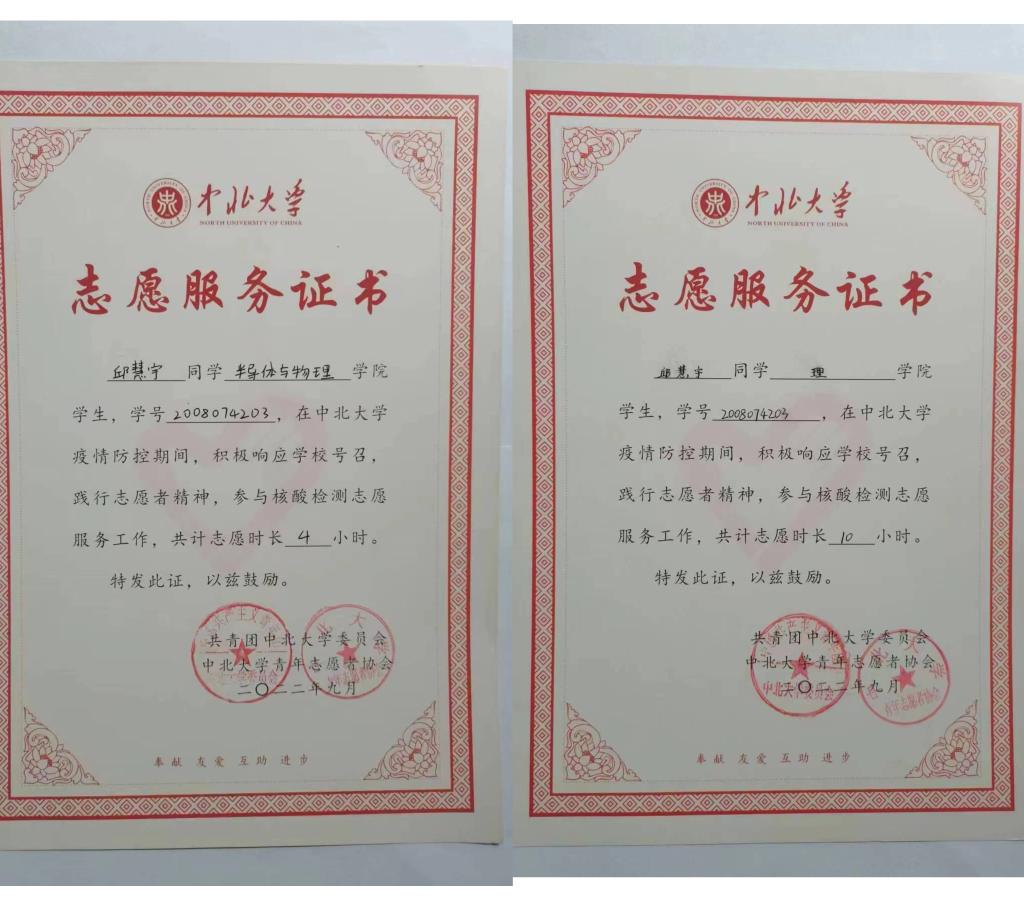 中北大学
NORTH UNIVERSITY OF CHINA
志愿服务证书
邱慧宇 同学 半导体与物理 学院
学生，学号 2008074203 ，在中北大学
疫情防控期间，积极响应学校号召，
践行志愿者精神，参与核酸检测志愿
服务工作，共计志愿时长 4 小时。
特发此证，以兹鼓励。
共青团中北大学委员会
中北大学青年志愿者协会
二〇二二年九月
奉献 友爱 互助 进步
中北大学
NORTH UNIVERSITY OF CHINA
志愿服务证书
邱慧宇 同学 理 学院
学生，学号 2008074203 ，在中北大学
疫情防控期间，积极响应学校号召，
践行志愿者精神，参与核酸检测志愿
服务工作，共计志愿时长 10 小时。
特发此证，以兹鼓励。
共青团中北大学委员会
中北大学青年志愿者协会
二〇二二年九月
奉献 友爱 互助 进步